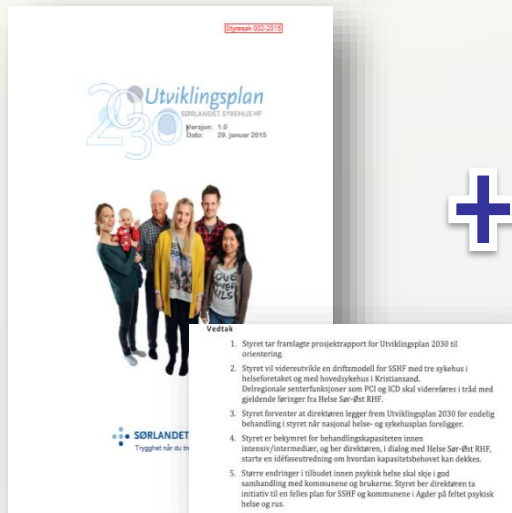 Styresak 002-2015
2030
Utviklingsplan
SØRLANDET SYKEHUS HF
Versjon: 1.0
Dato: 29. januar 2015
SØRLANDET
Trygghet når du
+
Vedtak
1. Styret tar framlagte prosjektrapport for Utviklingsplan 2030 til
orientering.
2. Styret vil videreutvikle en driftsmodell for SSHF med tre sykehus i
helseforetaket og med hovedsykehus i Kristiansand.
Delregionale senterfunksjoner som PCI og ICD skal videreføres i tråd med
gjeldende føringer fra Helse Sør-Øst RHF.
3. Styret forventer at direktøren legger frem Utviklingsplan 2030 for endelig
behandling i styret når nasjonal helse- og sykehusplan foreligger.
4. Styret er bekymret for behandlingskapasiteten innen
intensiv/intermediær, og ber direktøren, i dialog med Helse Sør-Øst RHF,
starte en idéfaseutredning om hvordan kapasitetsbehovet kan dekkes.
5. Større endringer i tilbudet innen psykisk helse skal skje i god
samhandling med kommunene og brukerne. Styret ber direktøren ta
initiativ til en felles plan for SSHF og kommunene i Agder på feltet psykisk
helse og rus.